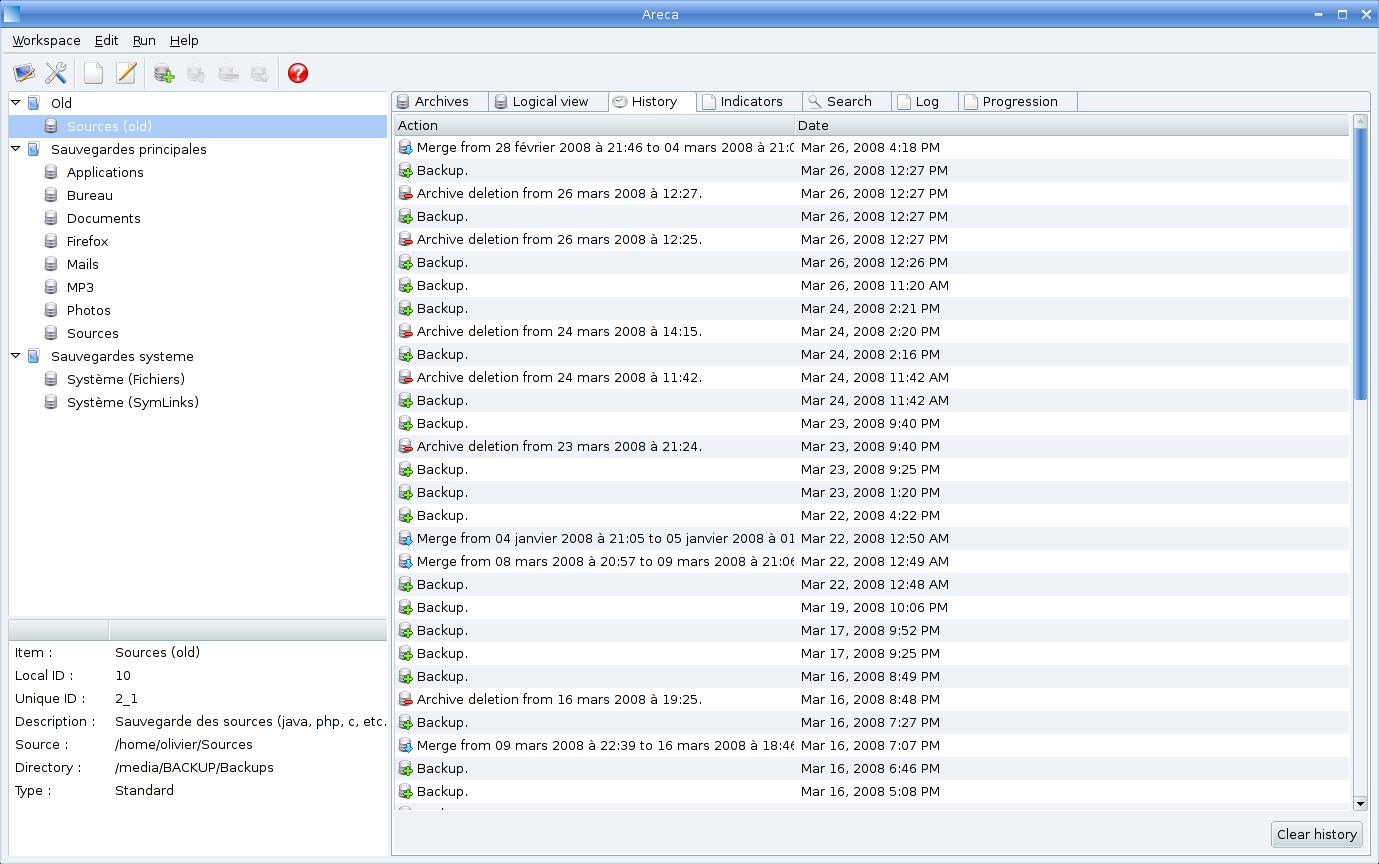 Areca
Workspace Edit Run Help
Old
Sources (old)
Sauvegardes principales
Applications
Bureau
Documents
Firefox
Mails
MP3
Photos
Sources
Sauvegardes systeme
Système (Fichiers)
Système (SymLinks)
Item : Sources (old)
Local ID : 10
Unique ID : 2_1
Description : Sauvegarde des sources (java, php, c, etc.
Source : /home/olivier/Sources
Directory : /media/BACKUP/Backups
Type : Standard
Archives Logical view History Indicators Search Log Progression
Action Date
Merge from 28 février 2008 à 21:46 to 04 mars 2008 à 21:0 Mar 26, 2008 4:18 PM
Backup. Mar 26, 2008 12:27 PM
Archive deletion from 26 mars 2008 à 12:27. Mar 26, 2008 12:27 PM
Backup. Mar 26, 2008 12:27 PM
Archive deletion from 26 mars 2008 à 12:25. Mar 26, 2008 12:27 PM
Backup. Mar 26, 2008 12:26 PM
Backup. Mar 26, 2008 11:20 AM
Backup. Mar 24, 2008 2:21 PM
Archive deletion from 24 mars 2008 à 14:15. Mar 24, 2008 2:20 PM
Backup. Mar 24, 2008 2:16 PM
Archive deletion from 24 mars 2008 à 11:42. Mar 24, 2008 11:42 AM
Backup. Mar 24, 2008 11:42 AM
Backup. Mar 23, 2008 9:40 PM
Archive deletion from 23 mars 2008 à 21:24. Mar 23, 2008 9:40 PM
Backup. Mar 23, 2008 9:25 PM
Backup. Mar 23, 2008 1:20 PM
Backup. Mar 22, 2008 4:22 PM
Merge from 04 janvier 2008 à 21:05 to 05 janvier 2008 à 01 Mar 22, 2008 12:50 AM
Merge from 08 mars 2008 à 20:57 to 09 mars 2008 à 21:06 Mar 22, 2008 12:49 AM
Backup. Mar 22, 2008 12:48 AM
Backup. Mar 19, 2008 10:06 PM
Backup. Mar 17, 2008 9:52 PM
Backup. Mar 17, 2008 9:25 PM
Backup. Mar 16, 2008 8:49 PM
Archive deletion from 16 mars 2008 à 19:25. Mar 16, 2008 8:48 PM
Backup. Mar 16, 2008 7:27 PM
Merge from 09 mars 2008 à 22:39 to 16 mars 2008 à 18:46 Mar 16, 2008 7:07 PM
Backup. Mar 16, 2008 6:46 PM
Backup. Mar 16, 2008 5:08 PM
Clear history